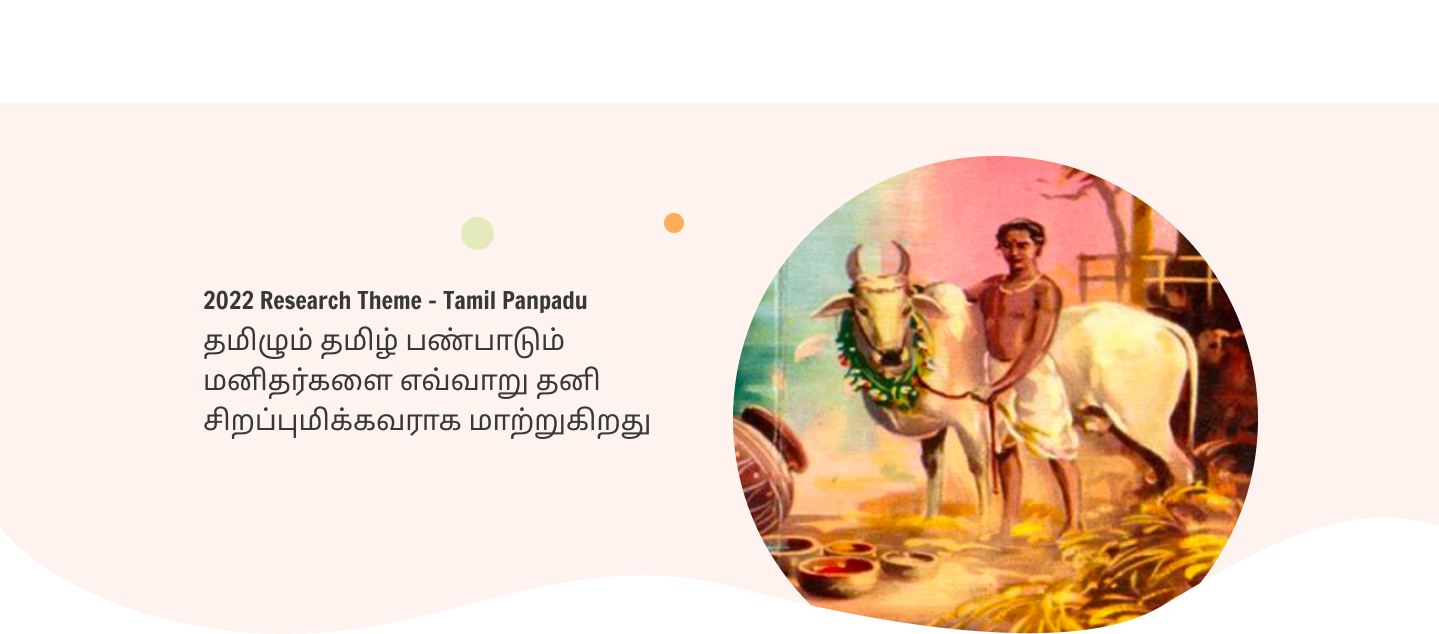 2022 Research Theme - Tamil Panpadu
தமிழும் தமிழ் பண்பாடும்
மனிதர்களை எவ்வாறு தனி
சிறப்புமிக்கவராக மாற்றுகிறது